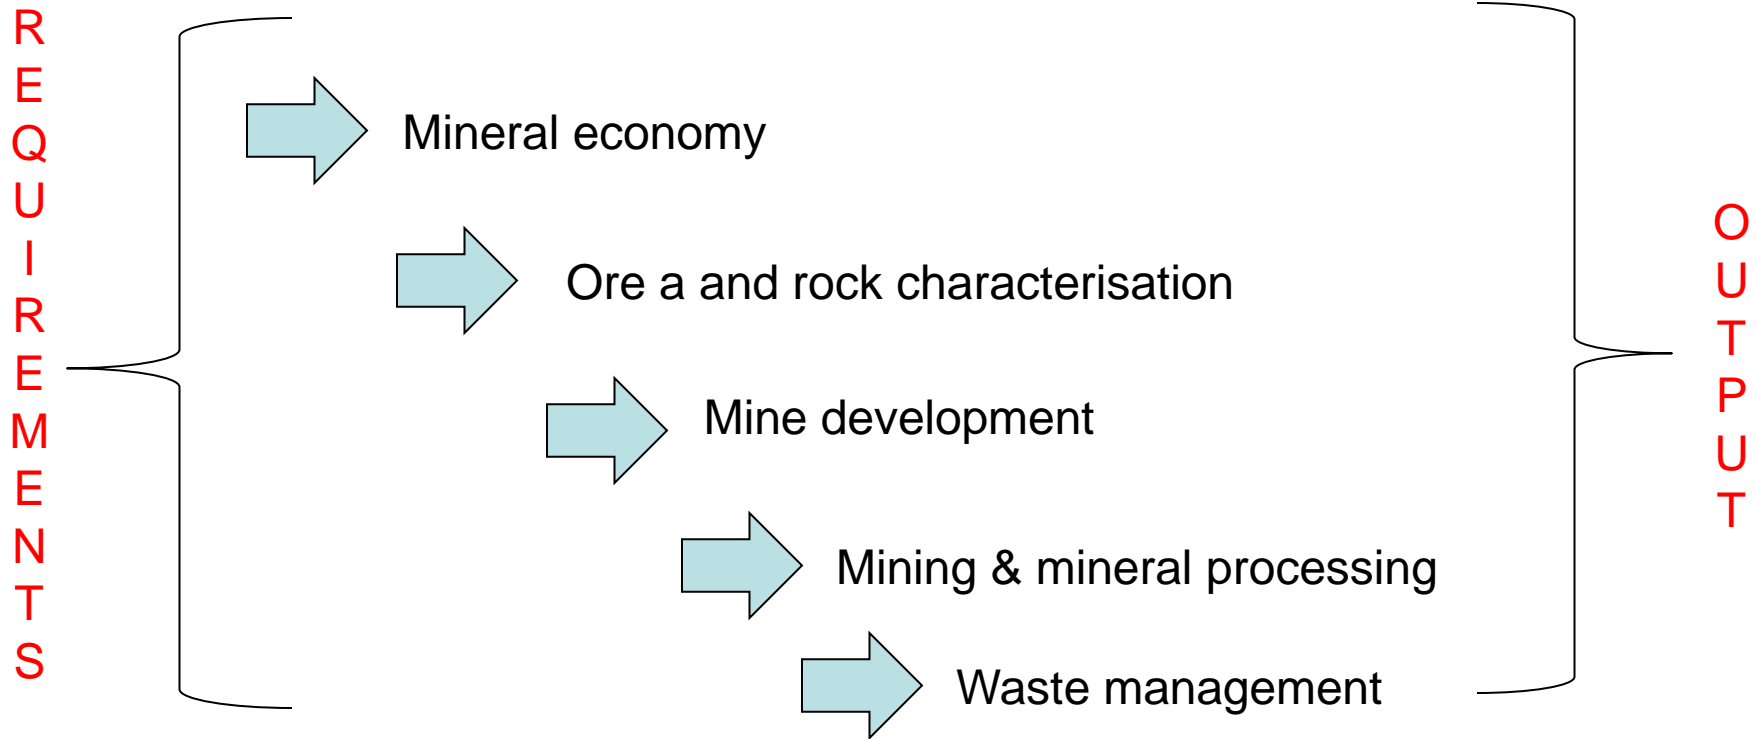 REQUIREMENTS
Mineral economy
Ore a and rock characterisation
Mine development
Mining & mineral processing
Waste management
OUTPUT